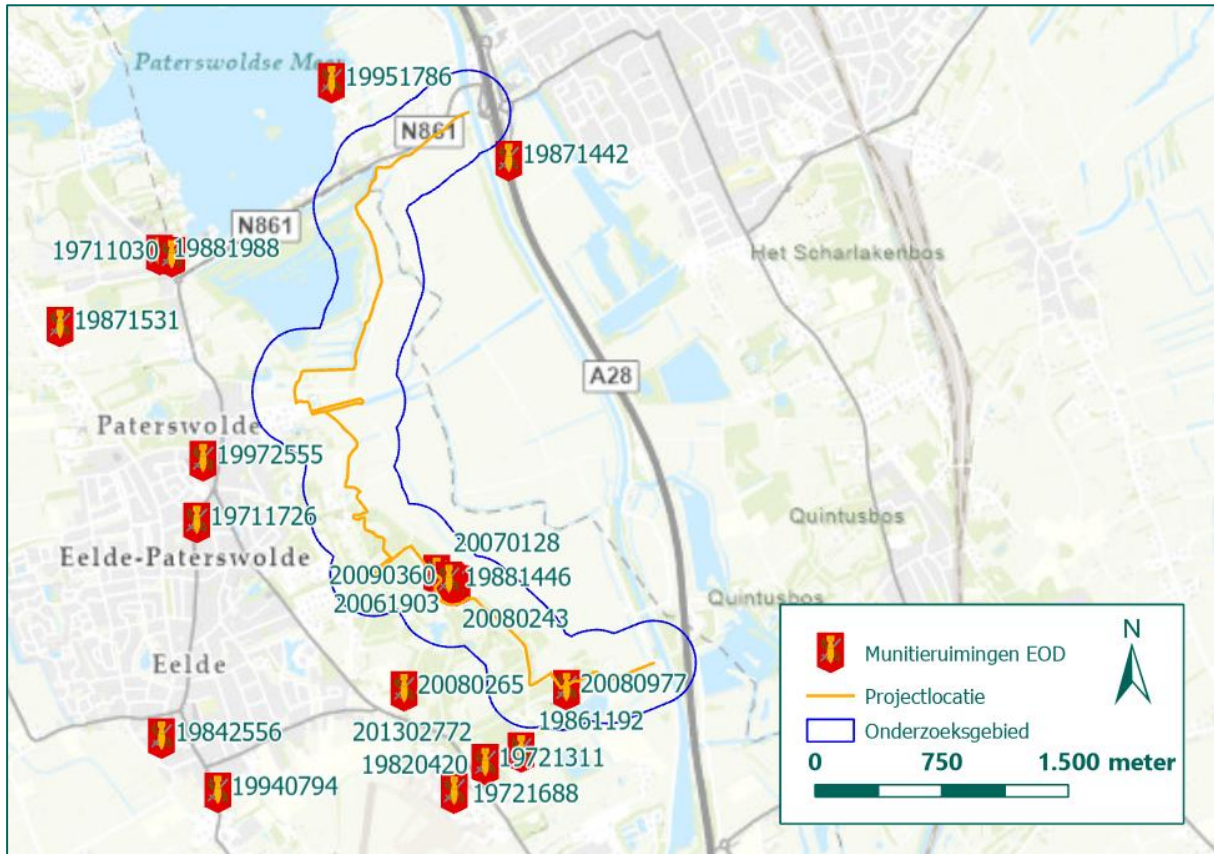 Paterswoldse Meer
19951786
N861
19871442
N861
19711030
19881988
Het Scharlakenbos
19871531
A28
Paterswolde
19972555
19711726
Quintusbos
Eelde-Paterswolde
20070128
20090360
19881446
20061903
20080243
Quintusbos
Eelde
20080265
20080977
201302772
19861192
19842556
19820420
19721311
19940794
19721688
N
Munitieruimingen EOD
Projectlocatie
Onderzoeksgebied
0 750 1.500 meter